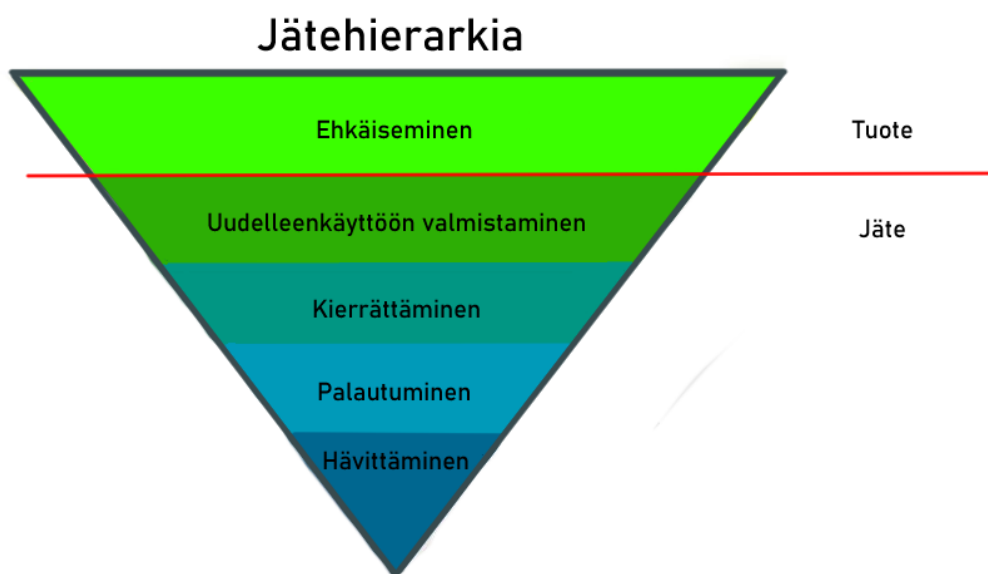 Jätehierarkia
Ehkäiseminen
Tuote
Uudelleenkäyttöön valmistaminen
Jäte
Kierrättäminen
Palautuminen
Hävittäminen